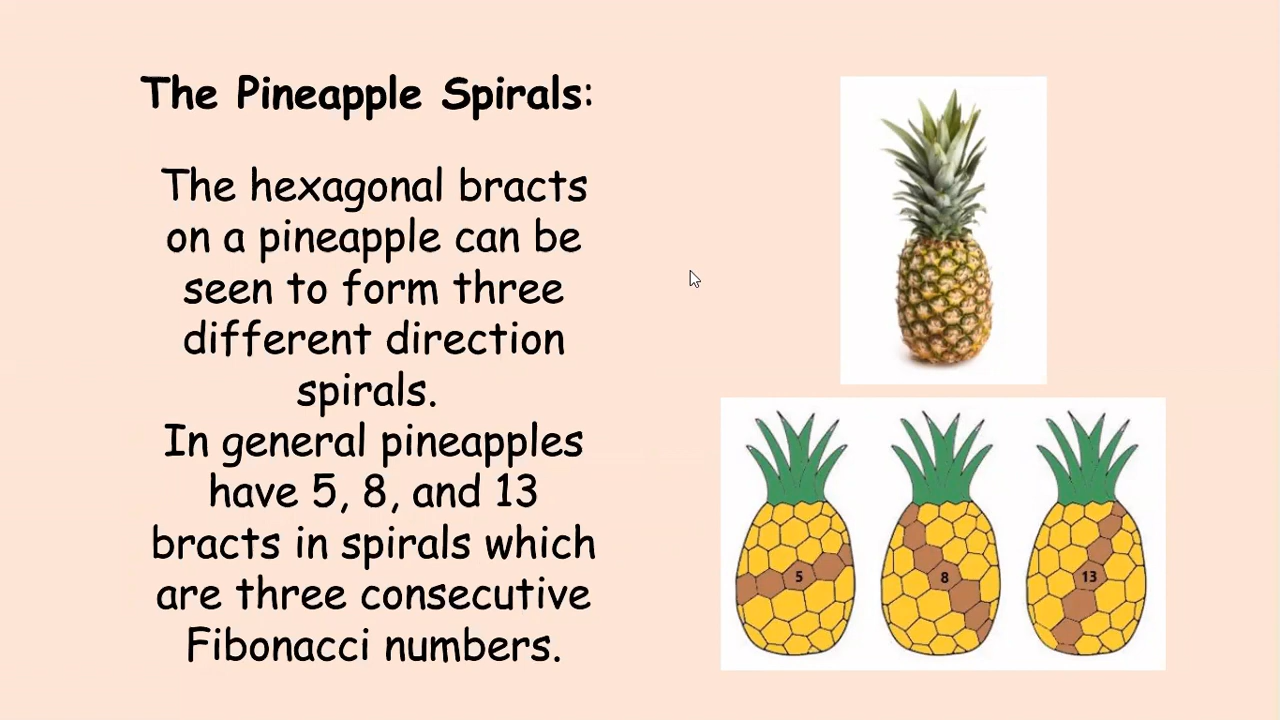 The Pineapple Spirals:
The hexagonal bracts
on a pineapple can be
seen to form three
different direction
spirals.
In general pineapples
have 5, 8, and 13
bracts in spirals which
are three consecutive
Fibonacci numbers.
5
8
13